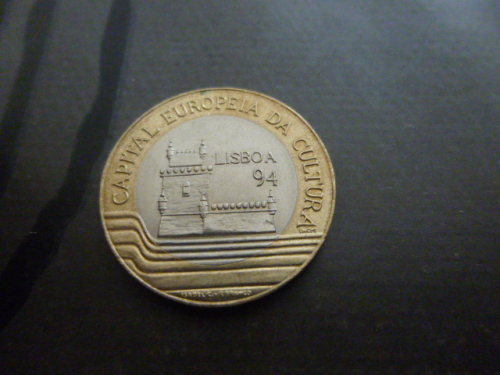 CAPITAL EUROPEIA DA CULTURA
LISBOA
94